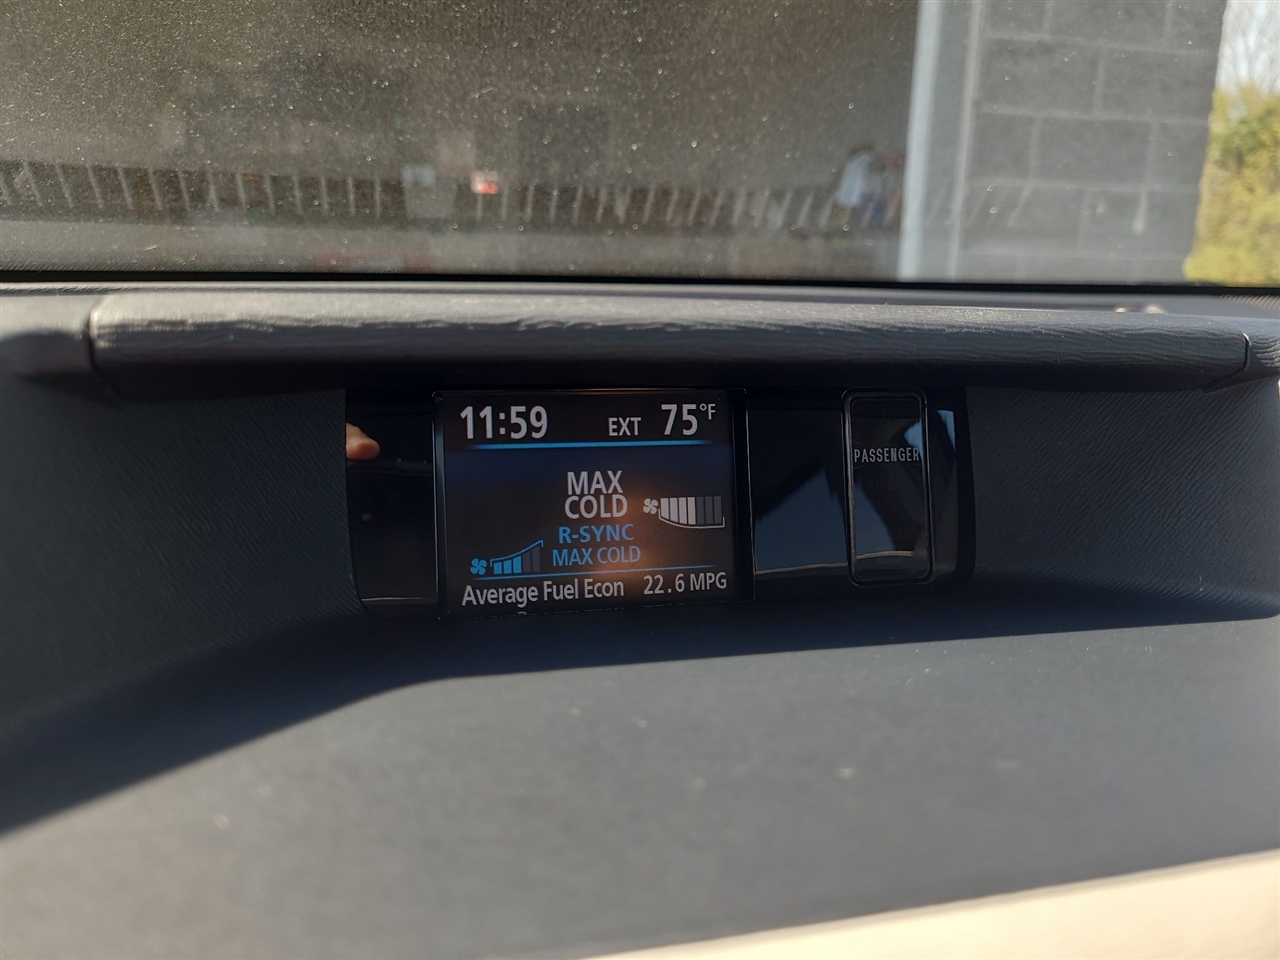 11:59 EXT 75°F
MAX
COLD
R-SYNC
MAX COLD
Average Fuel Econ 22.6 MPG
PASSENGER